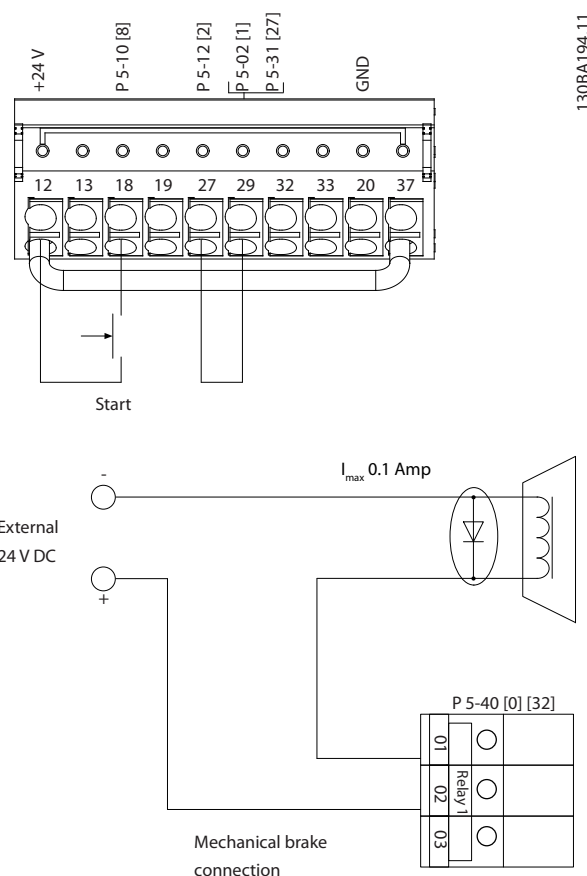 +24 V
P 5-10 [8]
P 5-12 [2]
P 5-02 [1]
P 5-31 [27]
GND
130BA194.11
12 13 18 19 27 29 32 33 20 37
Start
-
I max 0.1 Amp
External
24 V DC
+
P 5-40 [0] [32]
01
02
03
Relay 1
Mechanical brake
connection